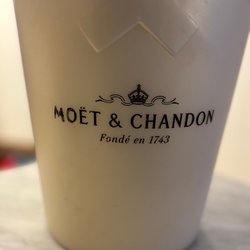 MOËT & CHANDON
Fondé en 1743